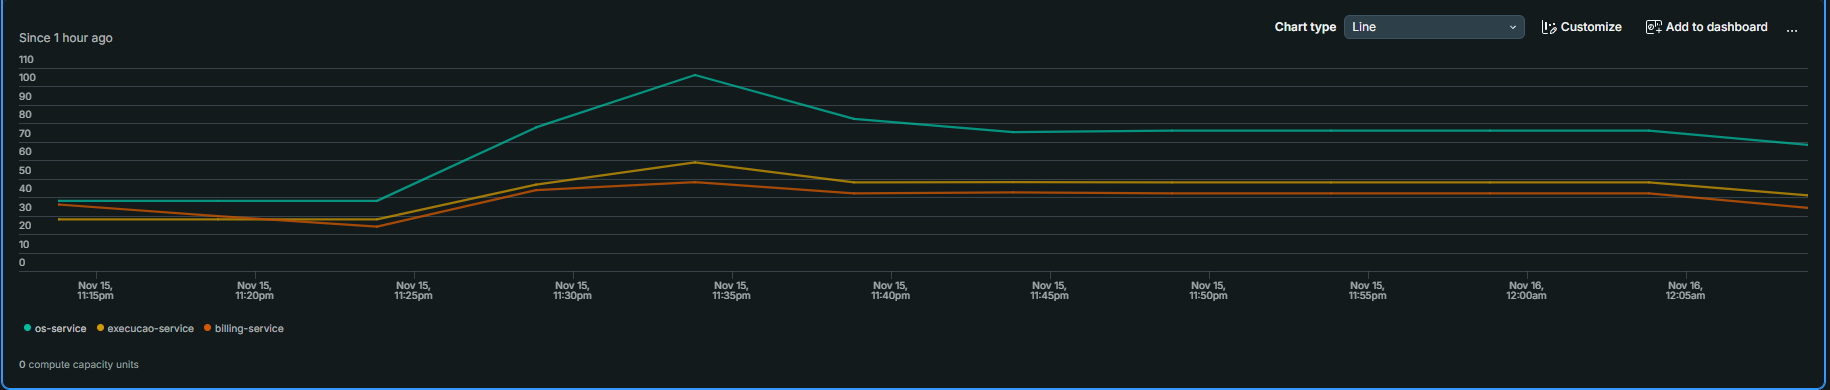 Chart type
Line
Customize
Add to dashboard
...
Since 1 hour ago
110
100
90
80
70
60
50
40
30
20
10
0
Nov 15,
11:15pm
Nov 15,
11:20pm
Nov 15,
11:25pm
Nov 15,
11:30pm
Nov 15,
11:35pm
Nov 15,
11:40pm
Nov 15,
11:45pm
Nov 15,
11:50pm
Nov 15,
11:55pm
Nov 16,
12:00am
Nov 16,
12:05am
os-service
execucao-service
billing-service
0 compute capacity units